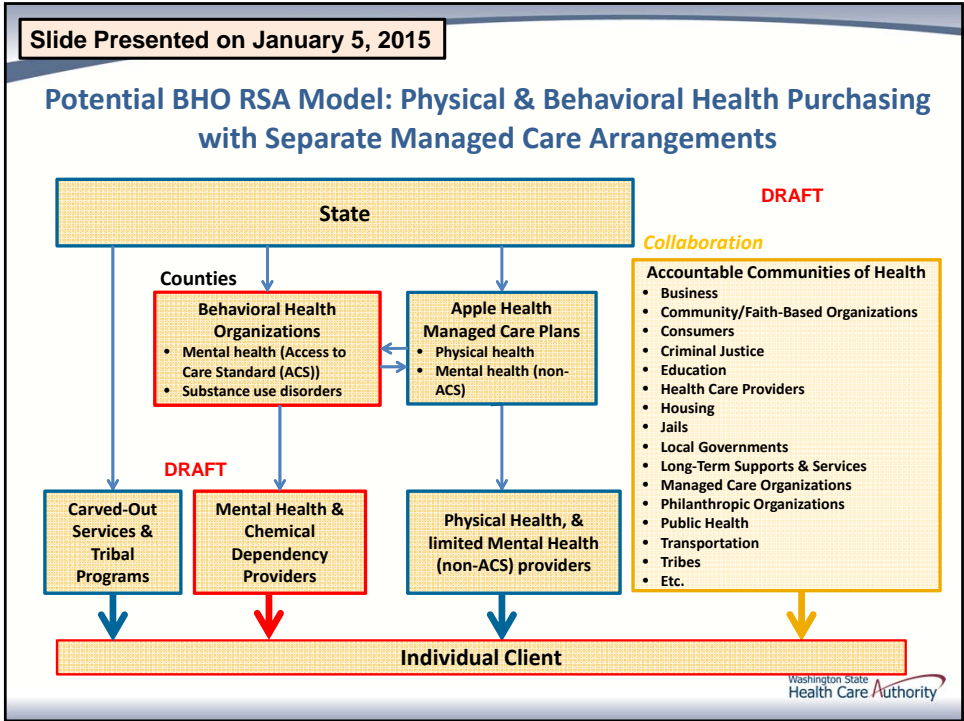 Slide Presented on January 5, 2015
Potential BHO RSA Model: Physical & Behavioral Health Purchasing
with Separate Managed Care Arrangements
State
DRAFT
Collaboration
Counties
Behavioral Health
Organizations
• Mental health (Access to
Care Standard (ACS))
• Substance use disorders
Apple Health
Managed Care Plans
• Physical health
• Mental health (non-
ACS)
Accountable Communities of Health
• Business
• Community/Faith-Based Organizations
• Consumers
• Criminal Justice
• Education
• Health Care Providers
• Housing
• Jails
• Local Governments
• Long-Term Supports & Services
• Managed Care Organizations
• Philanthropic Organizations
• Public Health
• Transportation
• Tribes
• Etc.
DRAFT
Carved-Out
Services &
Tribal
Programs
Mental Health &
Chemical
Dependency
Providers
Physical Health, &
limited Mental Health
(non-ACS) providers
Individual Client
Washington State
Health Care Authority